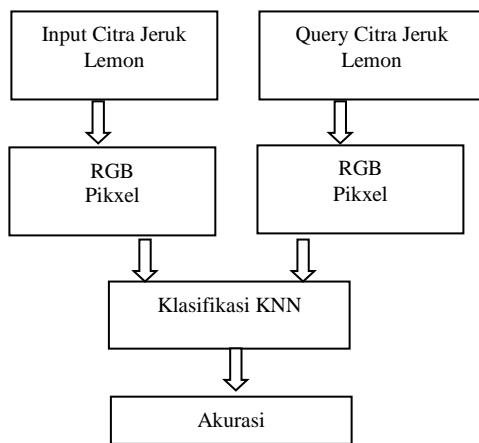 Input Citra Jeruk
Lemon
Query Citra Jeruk
Lemon
RGB
Pikxel
RGB
Pikxel
Klasifikasi KNN
Akurasi